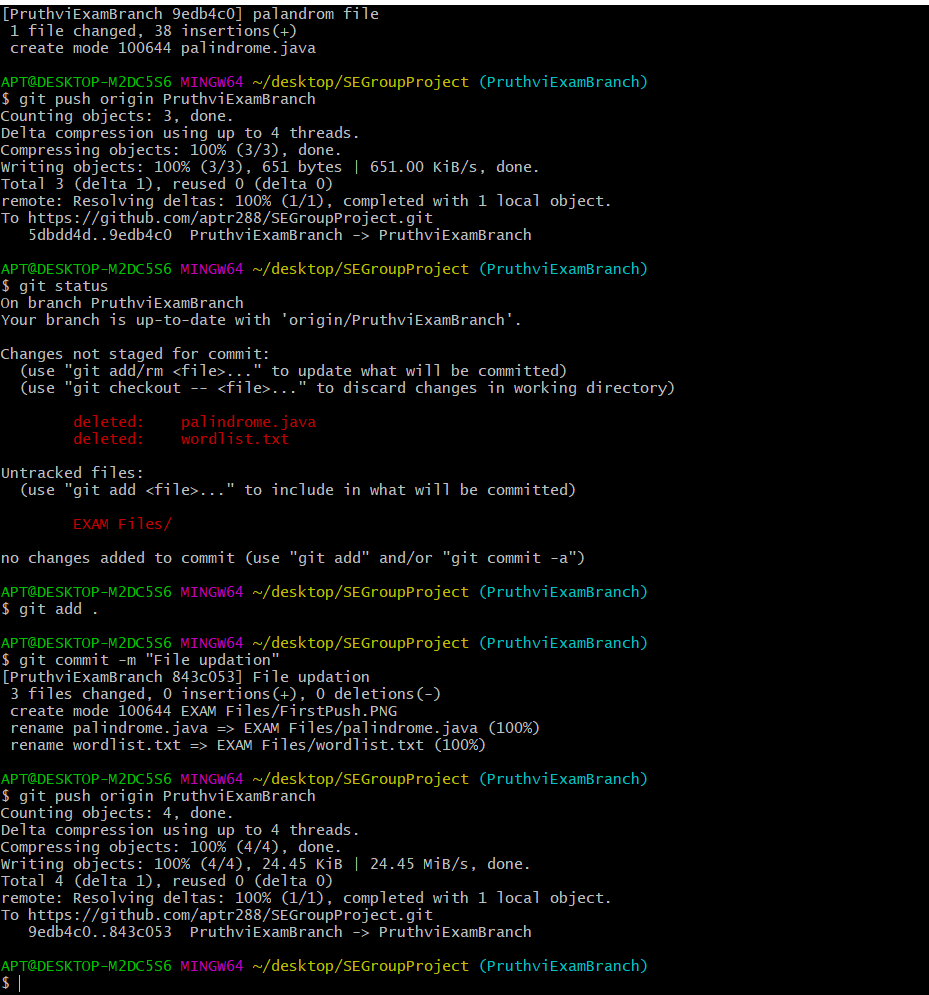 [PruthviExamBranch 9edb4c0] palandrom file
 1 file changed, 38 insertions(+)
 create mode 100644 palindrome.java

APT@DESKTOP-M2DC5S6 MINGW64 ~/desktop/SEGroupProject (PruthviExamBranch)
$ git push origin PruthviExamBranch
Counting objects: 3, done.
Delta compression using up to 4 threads.
Compressing objects: 100% (3/3), done.
Writing objects: 100% (3/3), 651 bytes | 651.00 KiB/s, done.
Total 3 (delta 1), reused 0 (delta 0)
remote: Resolving deltas: 100% (1/1), completed with 1 local object.
To https://github.com/aptr288/SEGroupProject.git
   5dbdd4d..9edb4c0  PruthviExamBranch -> PruthviExamBranch

APT@DESKTOP-M2DC5S6 MINGW64 ~/desktop/SEGroupProject (PruthviExamBranch)
$ git status
On branch PruthviExamBranch
Your branch is up-to-date with 'origin/PruthviExamBranch'.

Changes not staged for commit:
  (use "git add/rm <file>..." to update what will be committed)
  (use "git checkout -- <file>..." to discard changes in working directory)

        deleted:    palindrome.java
        deleted:    wordlist.txt

Untracked files:
  (use "git add <file>..." to include in what will be committed)

        EXAM Files/

no changes added to commit (use "git add" and/or "git commit -a")

APT@DESKTOP-M2DC5S6 MINGW64 ~/desktop/SEGroupProject (PruthviExamBranch)
$ git add .

APT@DESKTOP-M2DC5S6 MINGW64 ~/desktop/SEGroupProject (PruthviExamBranch)
$ git commit -m "File updation"
[PruthviExamBranch 843c053] File updation
 3 files changed, 0 insertions(+), 0 deletions(-)
 create mode 100644 EXAM Files/FirstPush.PNG
 rename palindrome.java => EXAM Files/palindrome.java (100%)
 rename wordlist.txt => EXAM Files/wordlist.txt (100%)

APT@DESKTOP-M2DC5S6 MINGW64 ~/desktop/SEGroupProject (PruthviExamBranch)
$ git push origin PruthviExamBranch
Counting objects: 4, done.
Delta compression using up to 4 threads.
Compressing objects: 100% (4/4), done.
Writing objects: 100% (4/4), 24.45 KiB | 24.45 MiB/s, done.
Total 4 (delta 1), reused 0 (delta 0)
remote: Resolving deltas: 100% (1/1), completed with 1 local object.
To https://github.com/aptr288/SEGroupProject.git
   9edb4c0..843c053  PruthviExamBranch -> PruthviExamBranch

APT@DESKTOP-M2DC5S6 MINGW64 ~/desktop/SEGroupProject (PruthviExamBranch)
$